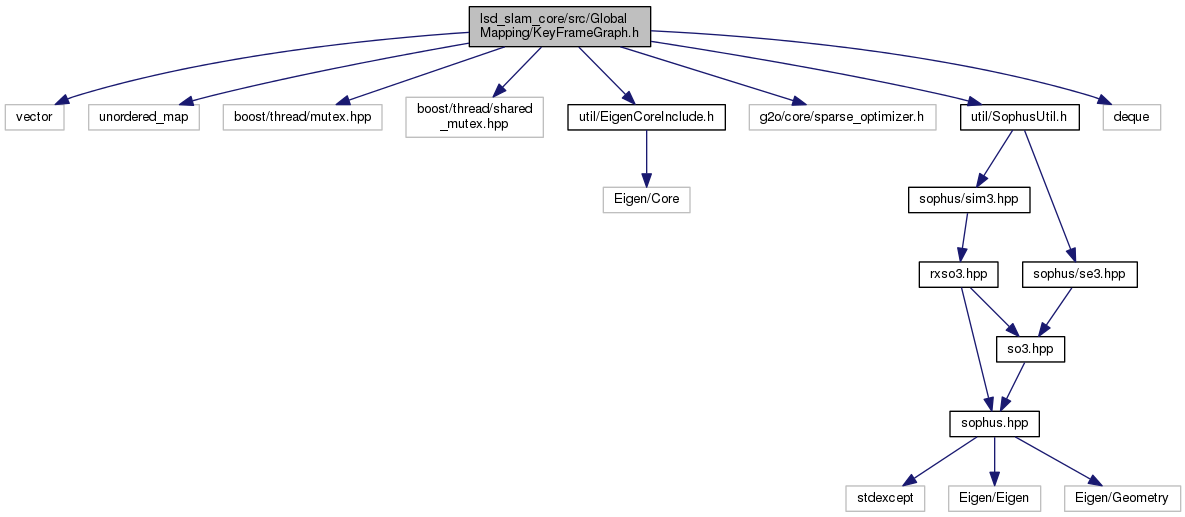 lsd_slam_core/src/Global
Mapping/KeyFrameGraph.h
vector
unordered_map
boost/thread/mutex.hpp
boost/thread/shared
_mutex.hpp
util/EigenCoreInclude.h
g2o/core/sparse_optimizer.h
util/SophusUtil.h
deque
Eigen/Core
sophus/sim3.hpp
rxso3.hpp
sophus/se3.hpp
so3.hpp
sophus.hpp
stdexcept
Eigen/Eigen
Eigen/Geometry